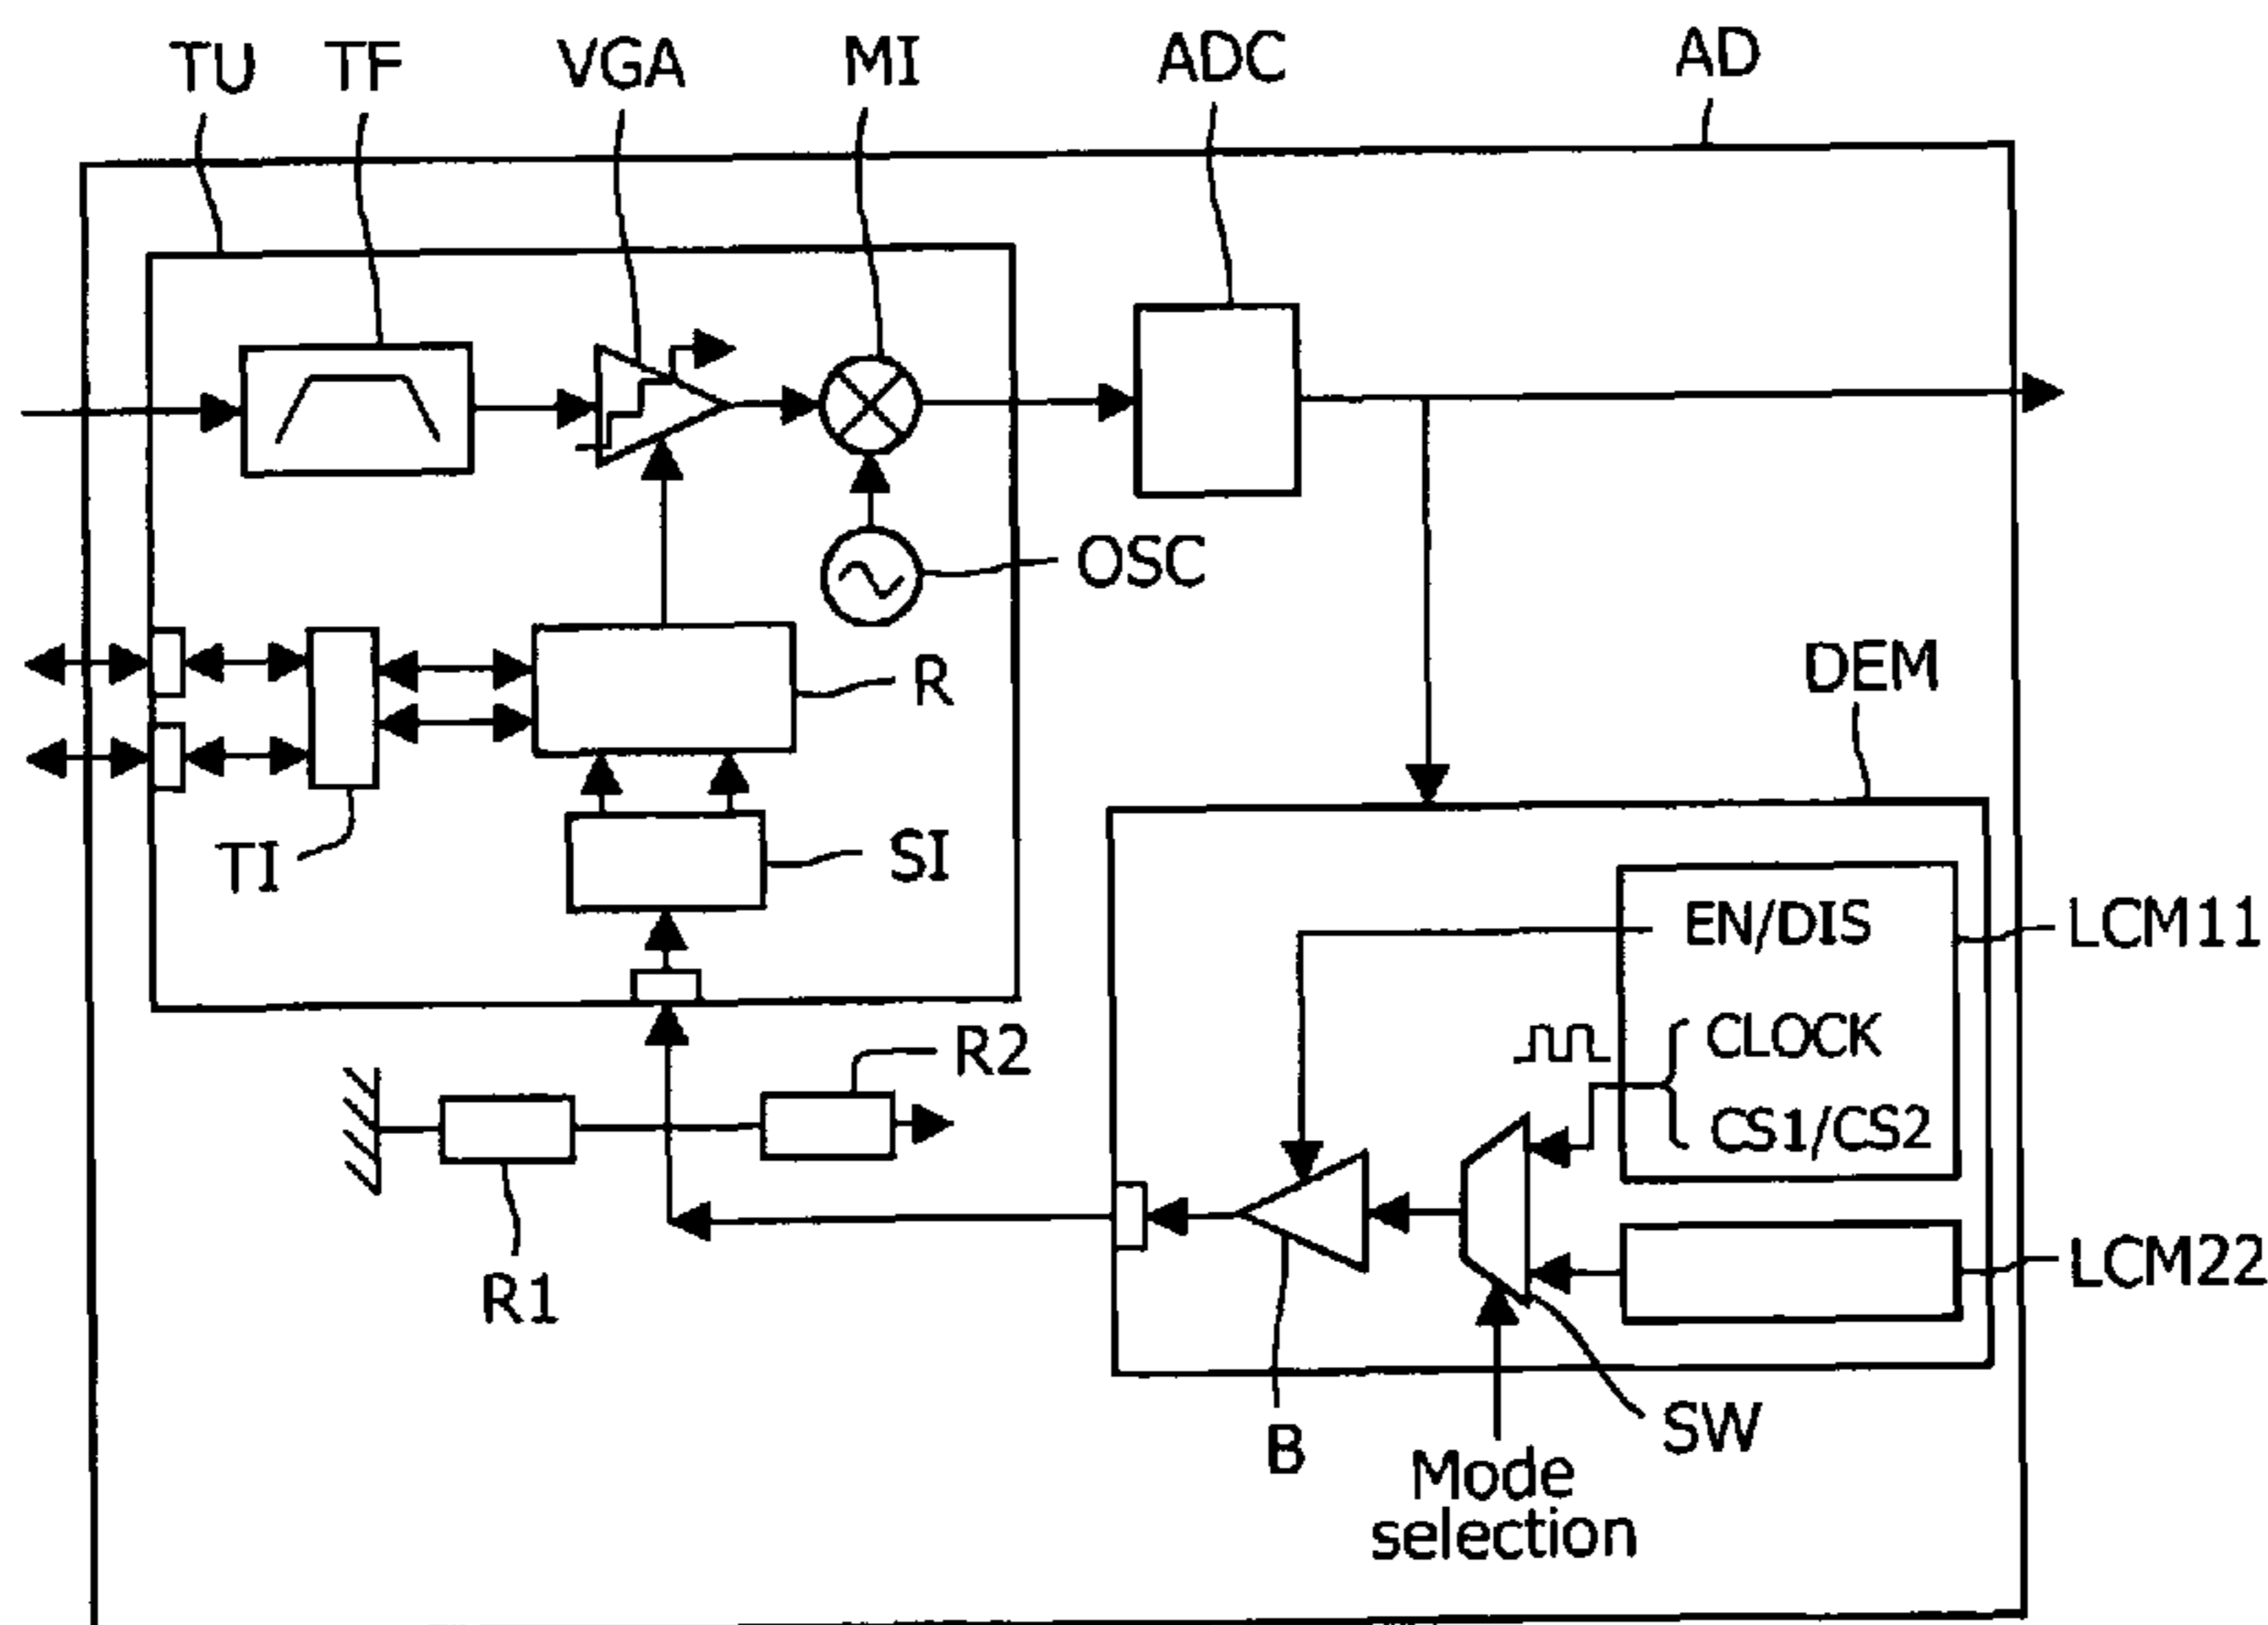 TU
TF
VGA
MI
ADC
AD
OSC
R
DEM
TI
SI
EN/DIS
LCM11
CLOCK
R2
CS1/CS2
R1
LCM22
B
SW
Mode
selection